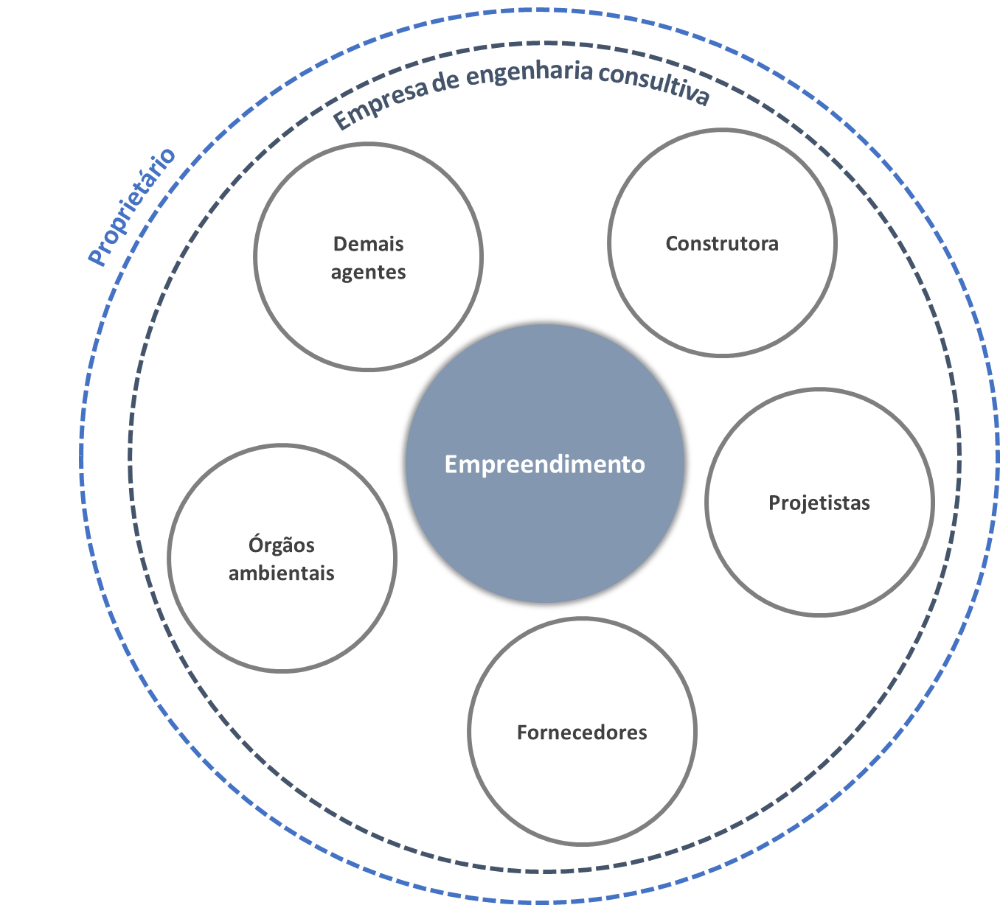 Empresa de engenharia consultiva
Proprietário
Demais
agentes
Construtora
Empreendimento
Projetistas
Órgãos
ambientais
Fornecedores